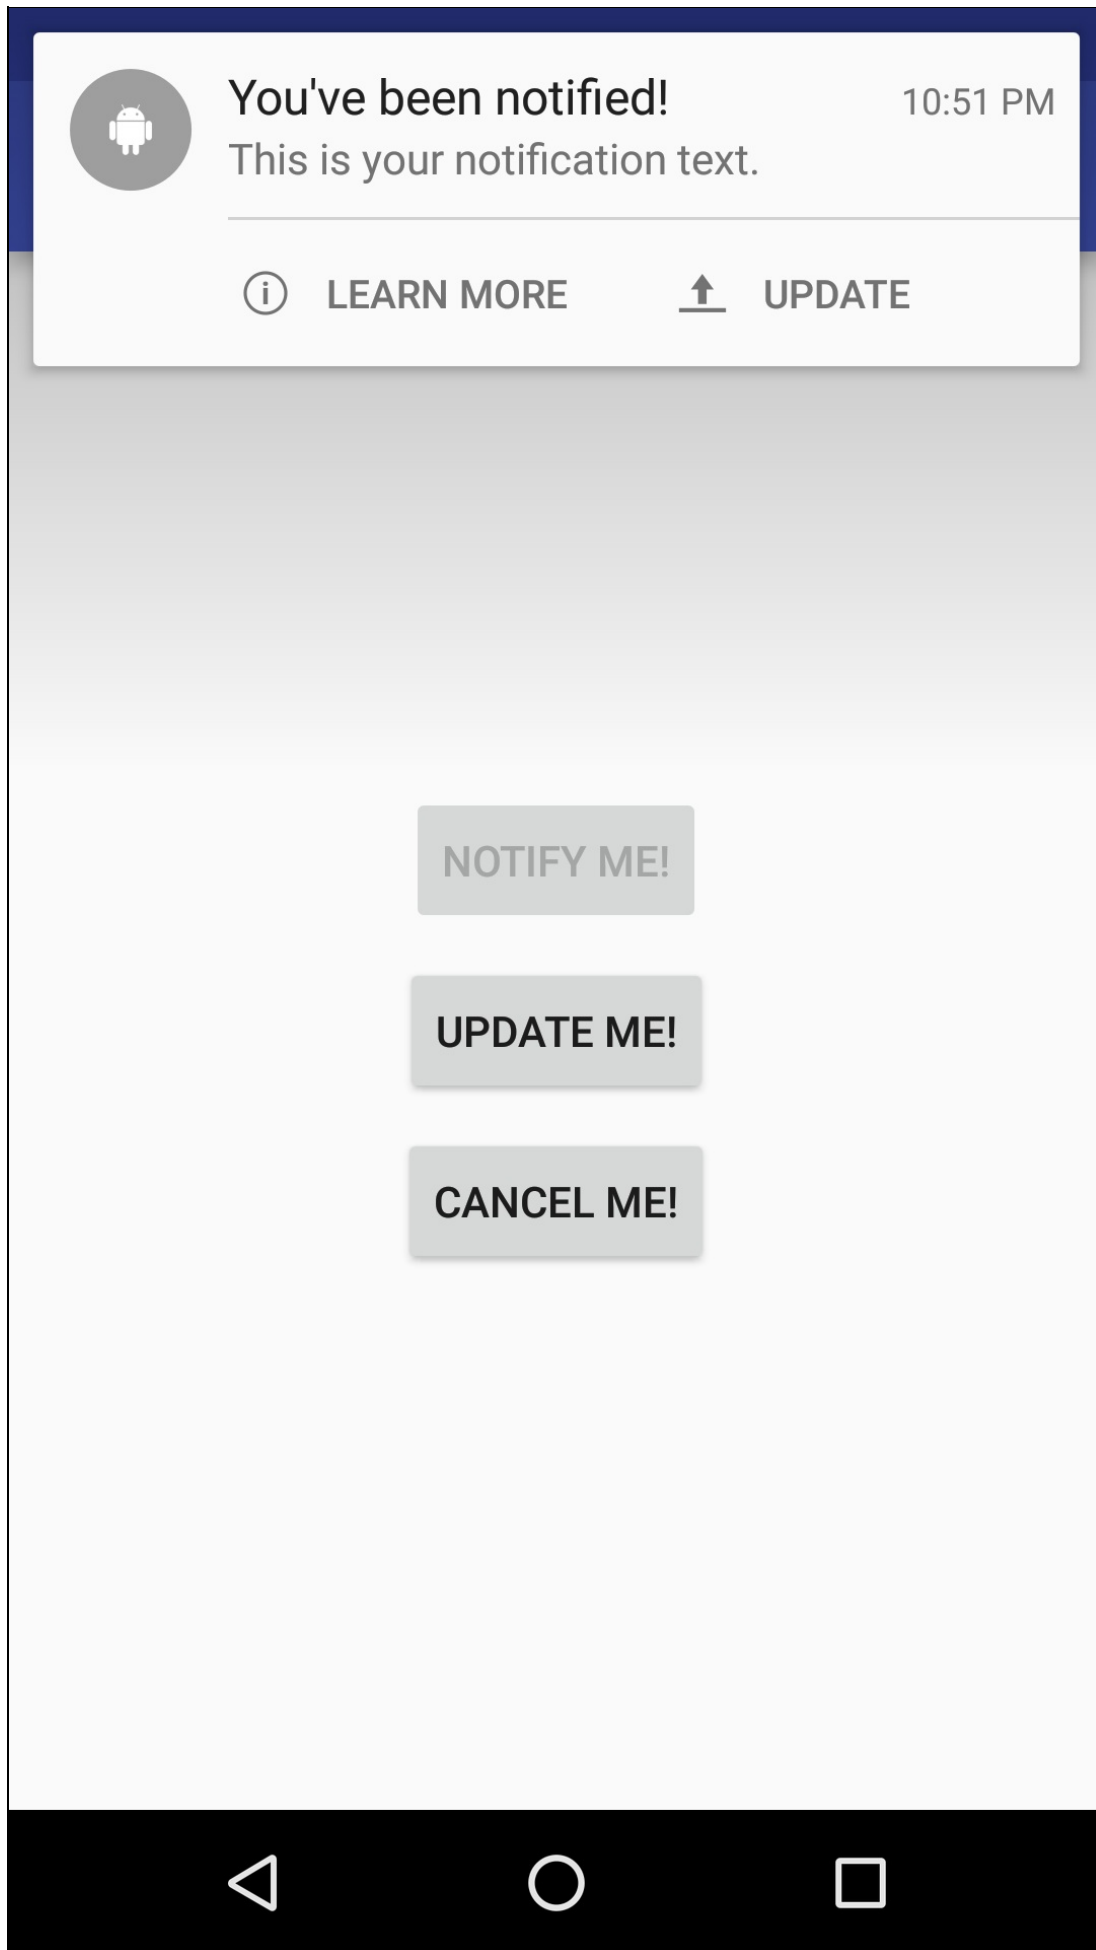 You've been notified! 10:51 PM
This is your notification text.
LEARN MORE UPDATE
NOTIFY ME!
UPDATE ME!
CANCEL ME!